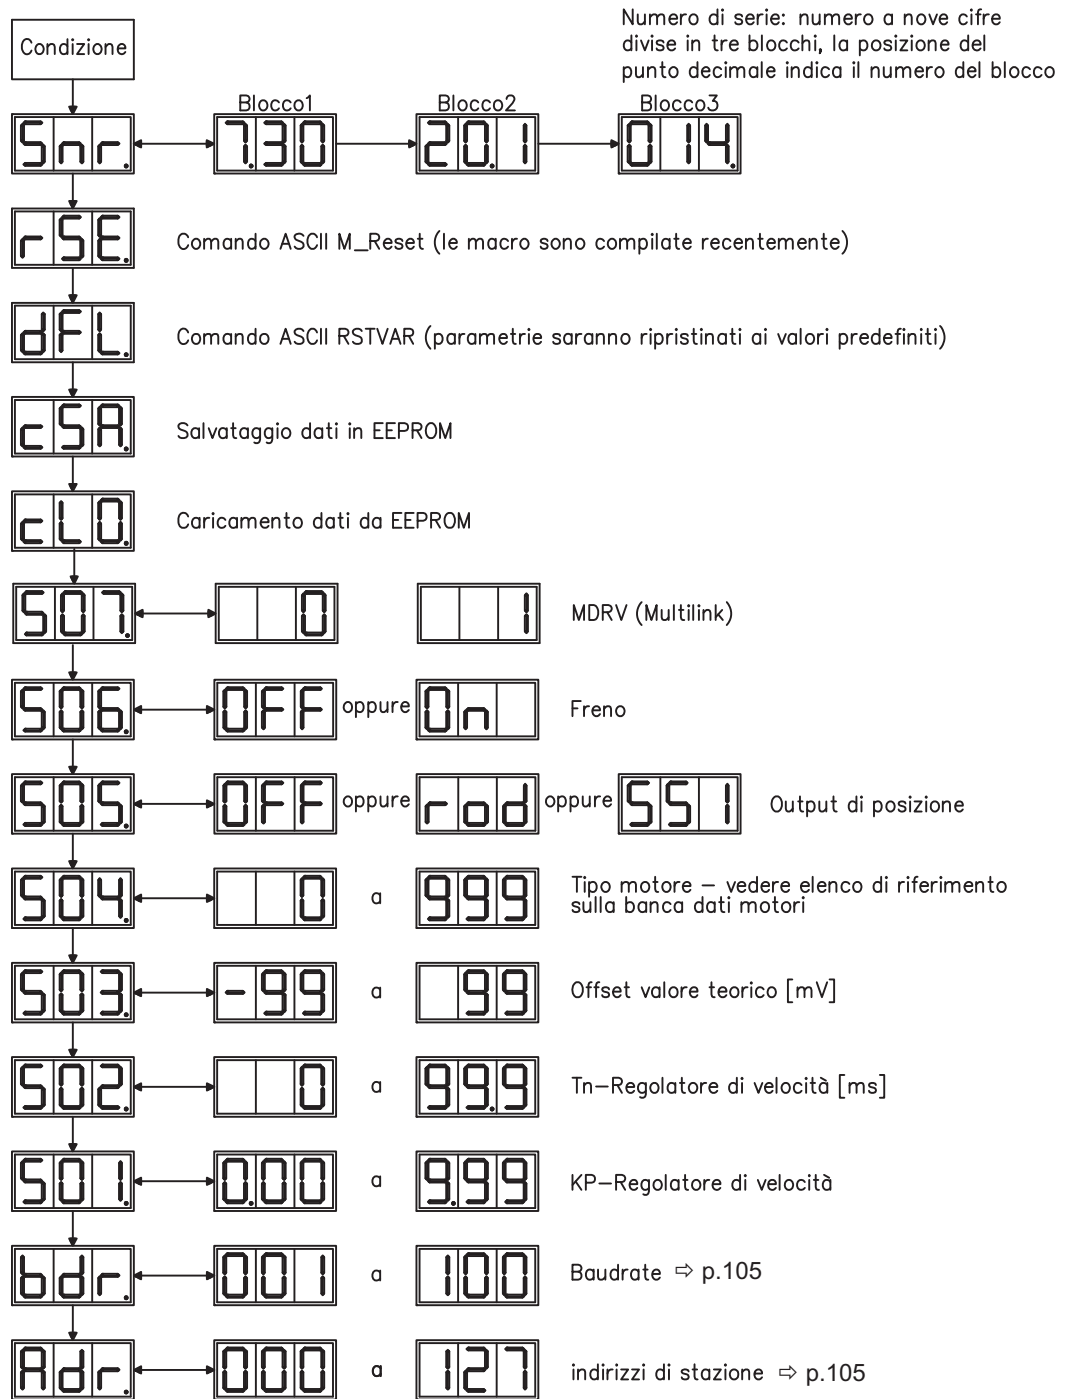 Numero di serie: numero a nove cifre
divise in tre blocchi, la posizione del
punto decimale indica il numero del blocco
Condizione
Blocco1 Blocco2 Blocco3
Snr. 7.30 20.1 014.
rSE. Comando ASCII M_Reset (le macro sono compilate recentemente)
dFL. Comando ASCII RSTVAR (parametrie saranno ripristinati ai valori predefiniti)
cSA. Salvataggio dati in EEPROM
cLO. Caricamento dati da EEPROM
S07. 0 1 MDRV (Multilink)
S06. OFF oppure On Freno
S05. OFF oppure rod oppure SSI Output di posizione
S04. 0 a 999 Tipo motore – vedere elenco di riferimento
sulla banca dati motori
S03. -99 a 99 Offset valore teorico [mV]
S02. 0 a 99.9 Tn–Regolatore di velocità [ms]
S01. 0.00 a 9.99 KP–Regolatore di velocità
bdr. 001 a 100 Baudrate ⇨ p.105
Adr. 000 a 127 indirizzi di stazione ⇨ p.105